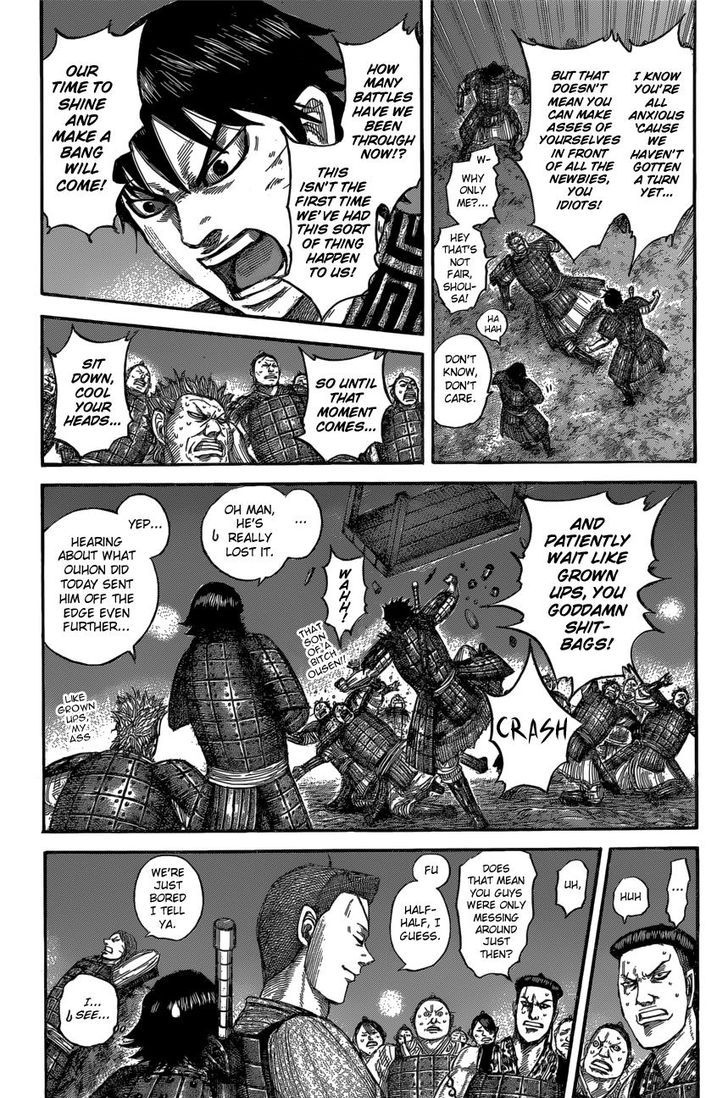 I KNOW
YOU'RE
ALL
ANXIOUS
'CAUSE
WE
HAVEN'T
GOTTEN
A TURN
YET...
BUT THAT
DOESN'T
MEAN YOU
CAN MAKE
ASSES OF
YOURSELVES
IN FRONT
OF ALL THE
NEWBIES,
YOU
IDIOTS!
W-
WHY
ONLY
ME?...
HEY
THAT'S
NOT
FAIR,
SHOU-
SA!
HA
HAH
DON'T
KNOW,
DON'T
CARE.
HOW
MANY
BATTLES
HAVE WE
BEEN
THROUGH
NOW!?
THIS
ISN'T THE
FIRST TIME
WE'VE HAD
THIS SORT
OF THING
HAPPEN
TO US!
OUR
TIME TO
SHINE
AND
MAKE A
BANG
WILL
COME!
SO UNTIL
THAT
MOMENT
COMES...
SIT
DOWN,
COOL
YOUR
HEADS...
AND
PATIENTLY
WAIT LIKE
GROWN
UPS, YOU
GODDAMN
SHIT-
BAGS!
CRASH
WAHH!
THAT
SON
OF A
BITCH
OUSEN!!
...
OH MAN,
HE'S
REALLY
LOST IT.
YEP...
HEARING
ABOUT WHAT
OUHON DID
TODAY SENT
HIM OFF
THE EDGE EVEN
FURTHER...
LIKE
GROWN
UPS,
MY
ASS
...
HUH
UH,
DOES
THAT MEAN
YOU GUYS
WERE ONLY
MESSING
AROUND
JUST
THEN?
FU
HALF-
HALF, I
GUESS.
WE'RE
JUST
BORED
I TELL
YA.
I...
SEE...